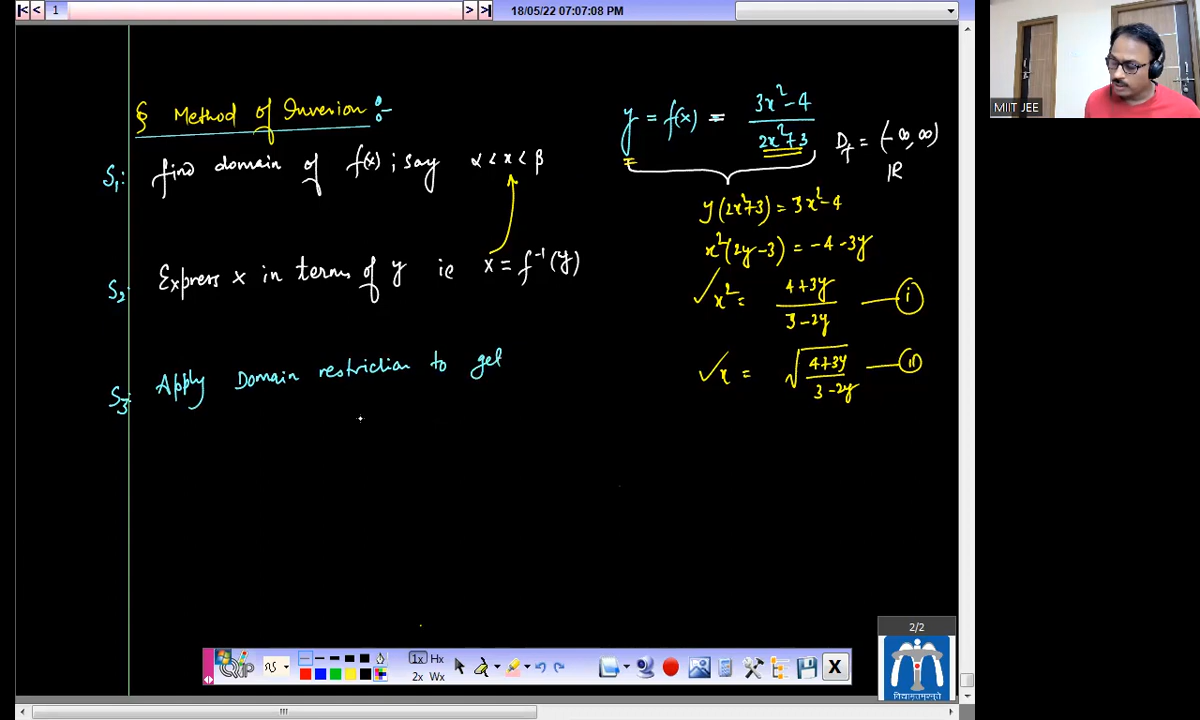 1
18/05/22 07:07:08 PM
MIIT JEE
§ Method of Inversion :-
S₁: find domain of f(x) ; say α < x < β
S₂ Express x in terms of y ie x = f⁻¹(y)
S₃: Apply Domain restriction to get
y = f(x) = (3x² - 4)/(2x² + 3)
D_f = (-∞, ∞)
IR
y(2x²+3) = 3x² - 4
x²(2y - 3) = -4 - 3y
✓ x² = (4 + 3y)/(3 - 2y) — (i)
✓ x = √((4 + 3y)/(3 - 2y)) — (ii)
2/2
1x Hx
2x Wx